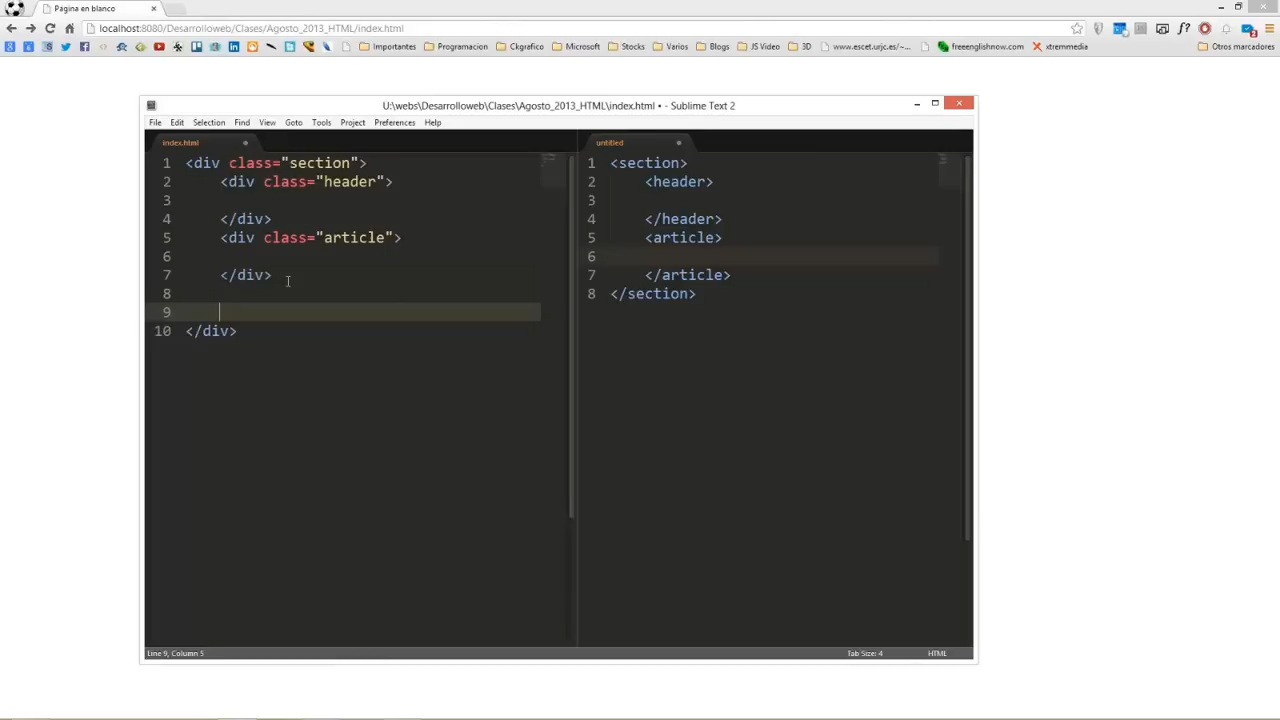 Pagina en blanco
localhost:8080/Desarrolloweb/Clases/Agosto_2013_HTML/index.html
Importantes Programacion Ckgrafico Microsoft Stocks Varios Blogs JS Video 3D www.escet.urjc.es/~... freeenglishnow.com xtremmedia Otros marcadores
U:\webs\Desarrolloweb\Clases\Agosto_2013_HTML\index.html • - Sublime Text 2
File Edit Selection Find View Goto Tools Project Preferences Help
index.html
1 <div class="section">
2 <div class="header">
3
4 </div>
5 <div class="article">
6
7 </div>
8
9
10 </div>
untitled
1 <section>
2 <header>
3
4 </header>
5 <article>
6
7 </article>
8 </section>
Line 9, Column 5
Tab Size: 4
HTML